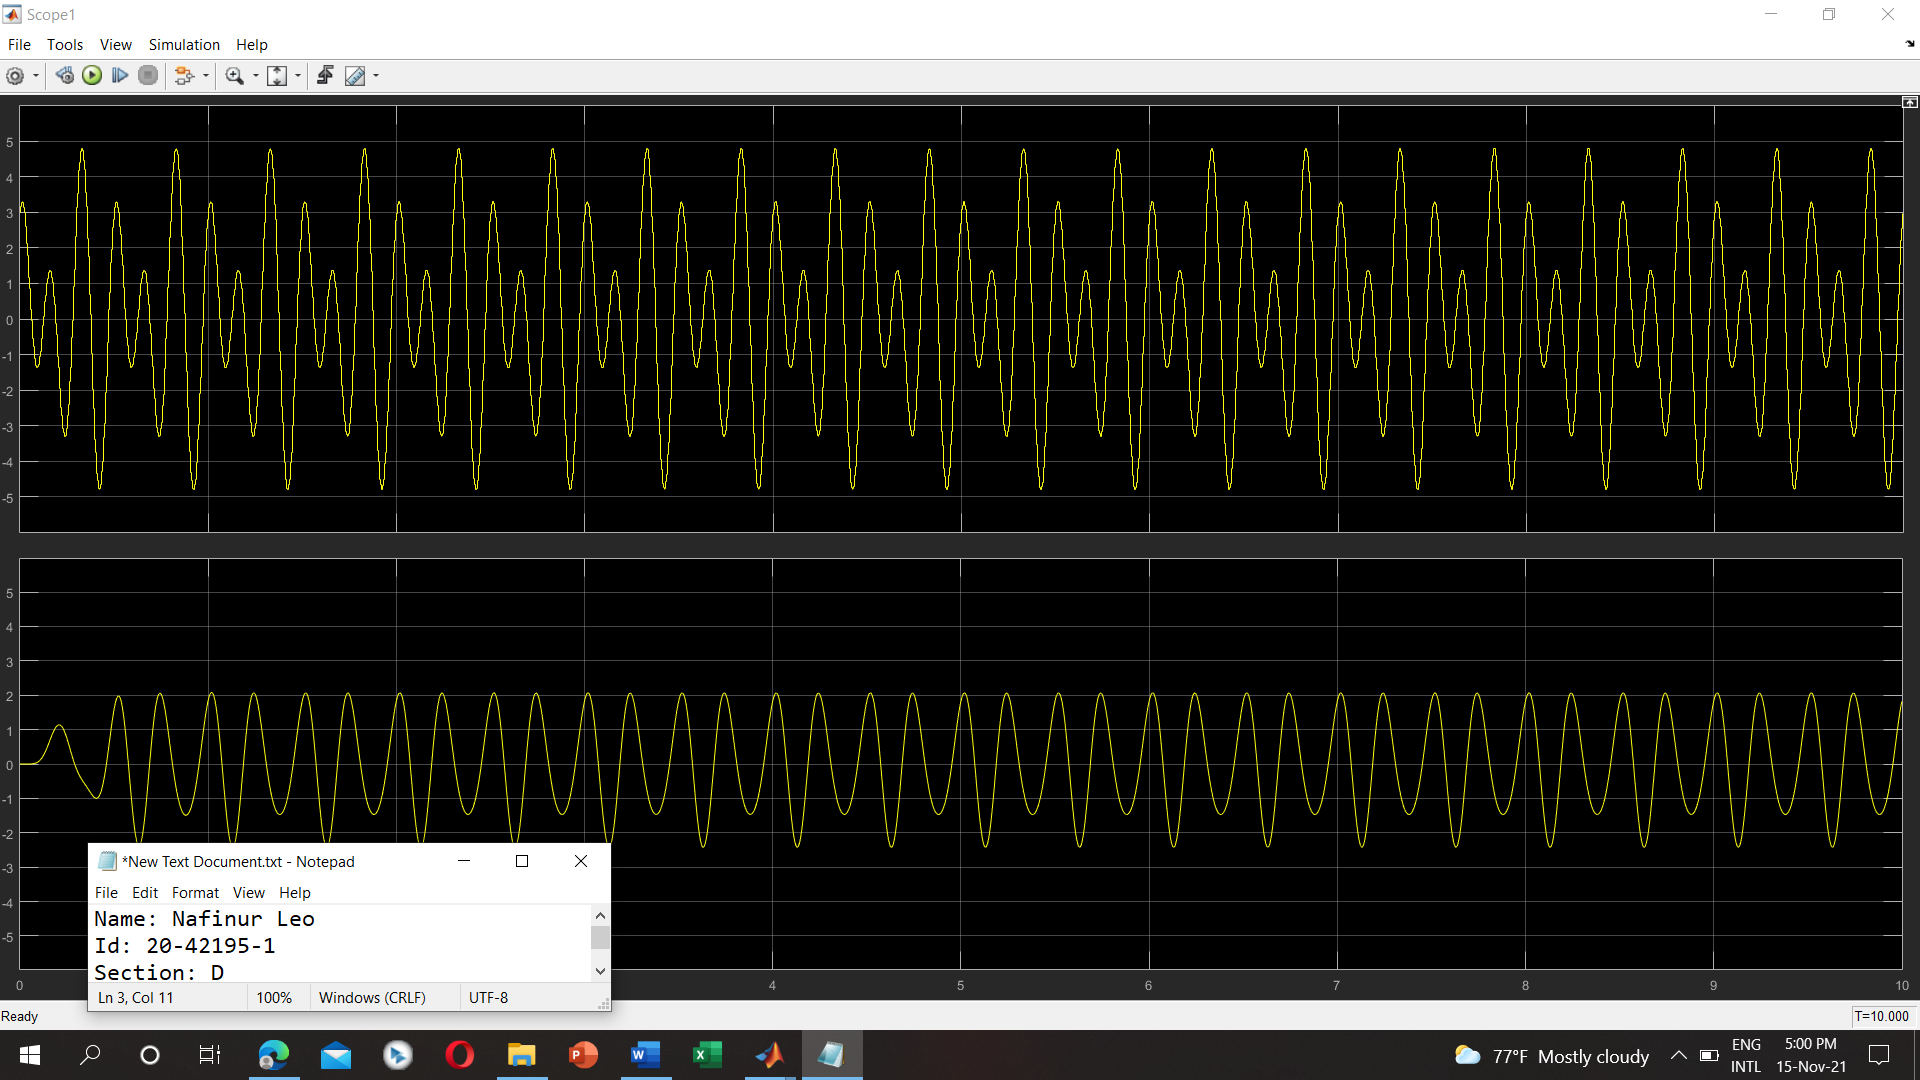 Scope1
File Tools View Simulation Help
5
4
3
2
1
0
-1
-2
-3
-4
-5
5
4
3
2
1
0
-1
-2
-3
-4
-5
0 4 5 6 7 8 9 10
*New Text Document.txt - Notepad
File Edit Format View Help
Name: Nafinur Leo
Id: 20-42195-1
Section: D
Ln 3, Col 11 100% Windows (CRLF) UTF-8
Ready T=10.000
77°F Mostly cloudy
ENG
INTL
5:00 PM
15-Nov-21